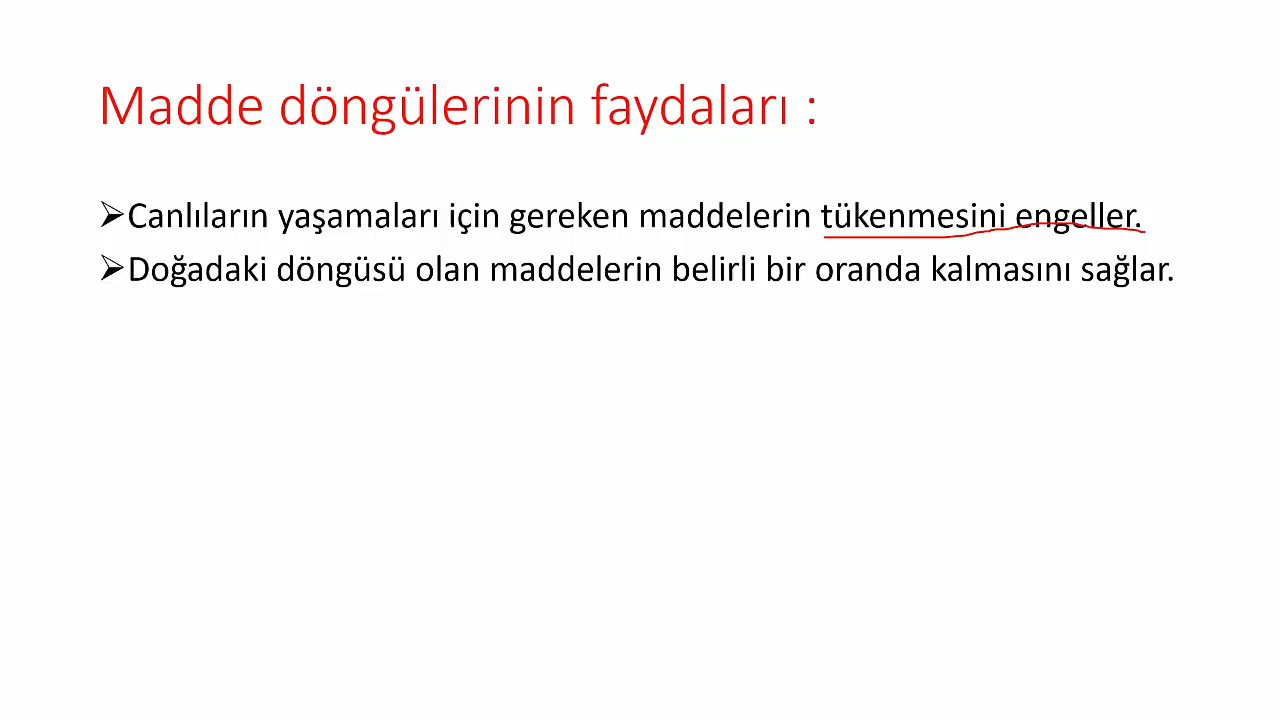 Madde döngülerinin faydaları :
➢Canlıların yaşamaları için gereken maddelerin tükenmesini engeller.
➢Doğadaki döngüsü olan maddelerin belirli bir oranda kalmasını sağlar.